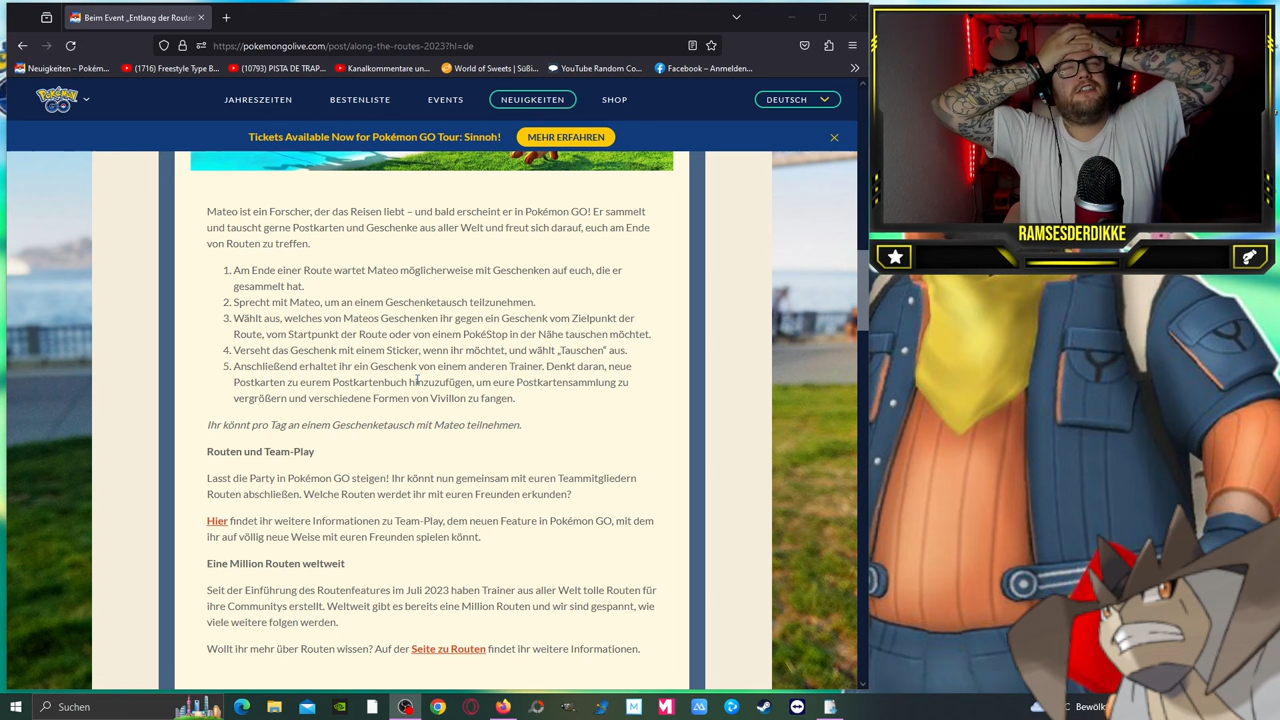 Beim Event „Entlang der Route
https://pokemongolive.com/post/along-the-routes-2023?hl=de
Neuigkeiten – Pokém...
(1716) Freestyle Type B...
(10793) PISTA DE TRAP...
Kanalkommentare un...
World of Sweets | Süßi...
YouTube Random Co...
Facebook – Anmelden...
POKÉMON GO
JAHRESZEITEN
BESTENLISTE
EVENTS
NEUIGKEITEN
SHOP
DEUTSCH
Tickets Available Now for Pokémon GO Tour: Sinnoh!
MEHR ERFAHREN
Mateo ist ein Forscher, der das Reisen liebt – und bald erscheint er in Pokémon GO! Er sammelt
und tauscht gerne Postkarten und Geschenke aus aller Welt und freut sich darauf, euch am Ende
von Routen zu treffen.
1. Am Ende einer Route wartet Mateo möglicherweise mit Geschenken auf euch, die er
gesammelt hat.
2. Sprecht mit Mateo, um an einem Geschenketausch teilzunehmen.
3. Wählt aus, welches von Mateos Geschenken ihr gegen ein Geschenk vom Zielpunkt der
Route, vom Startpunkt der Route oder von einem PokéStop in der Nähe tauschen möchtet.
4. Verseht das Geschenk mit einem Sticker, wenn ihr möchtet, und wählt „Tauschen“ aus.
5. Anschließend erhaltet ihr ein Geschenk von einem anderen Trainer. Denkt daran, neue
Postkarten zu eurem Postkartenbuch hinzuzufügen, um eure Postkartensammlung zu
vergrößern und verschiedene Formen von Vivillon zu fangen.
Ihr könnt pro Tag an einem Geschenketausch mit Mateo teilnehmen.
Routen und Team-Play
Lasst die Party in Pokémon GO steigen! Ihr könnt nun gemeinsam mit euren Teammitgliedern
Routen abschließen. Welche Routen werdet ihr mit euren Freunden erkunden?
Hier findet ihr weitere Informationen zu Team-Play, dem neuen Feature in Pokémon GO, mit dem
ihr auf völlig neue Weise mit euren Freunden spielen könnt.
Eine Million Routen weltweit
Seit der Einführung des Routenfeatures im Juli 2023 haben Trainer aus aller Welt tolle Routen für
ihre Communitys erstellt. Weltweit gibt es bereits eine Million Routen und wir sind gespannt, wie
viele weitere folgen werden.
Wollt ihr mehr über Routen wissen? Auf der Seite zu Routen findet ihr weitere Informationen.
RAMSESDERDIKKE
Suchen
C Bewölk